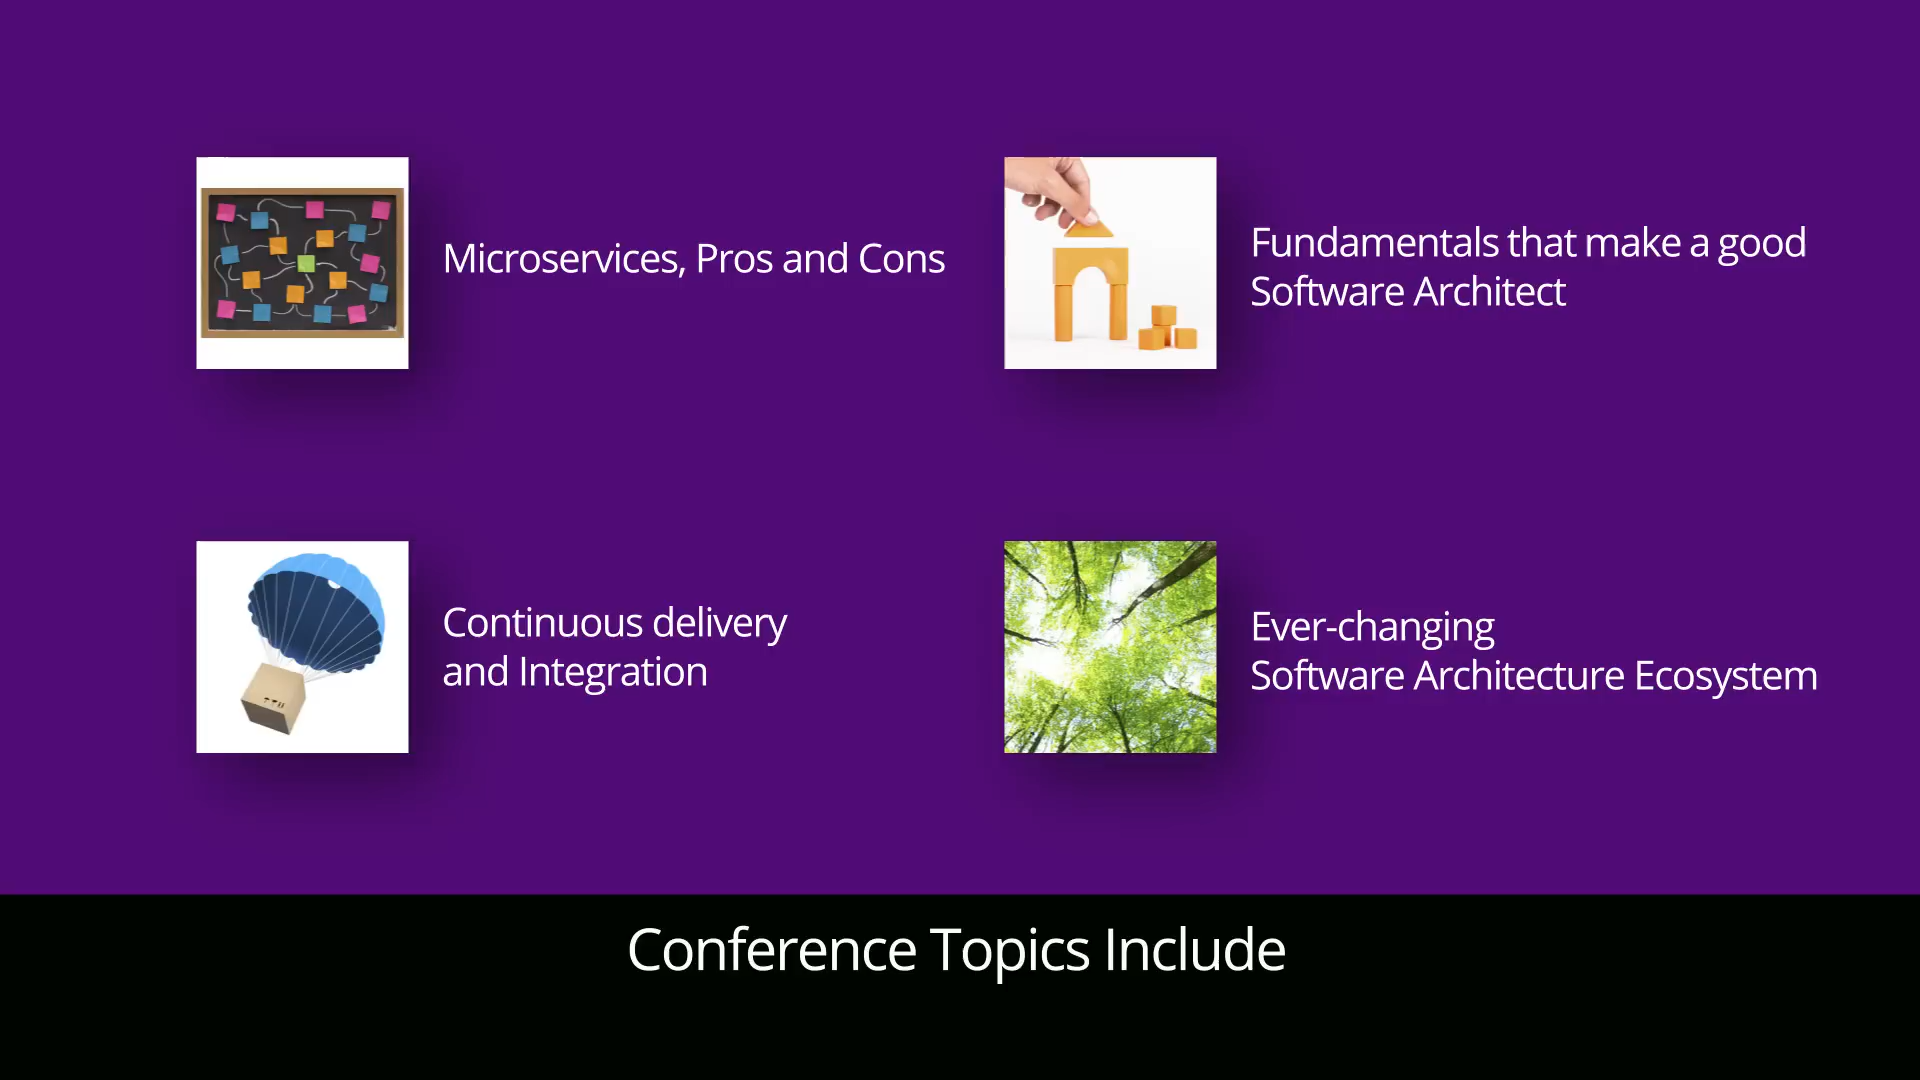 Microservices, Pros and Cons
Fundamentals that make a good
Software Architect
Continuous delivery
and Integration
Ever-changing
Software Architecture Ecosystem
Conference Topics Include